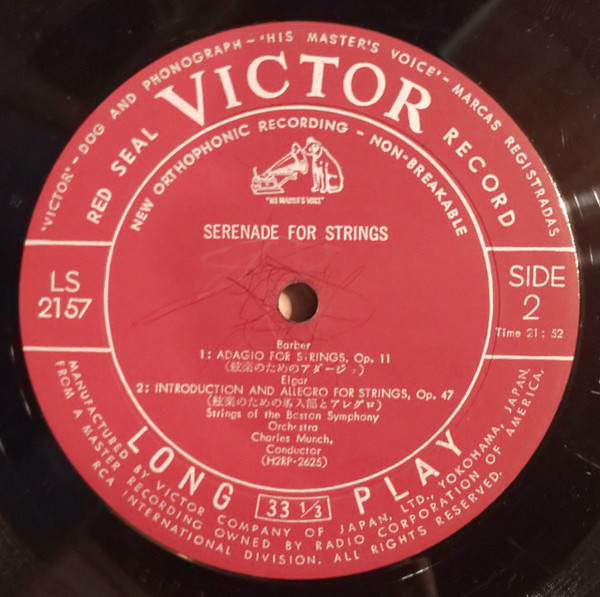 "VICTOR" - DOG AND PHONOGRAPH - 'HIS MASTER'S VOICE' - MARCAS REGISTRADAS
RED SEAL VICTOR RECORD
NEW ORTHOPHONIC RECORDING - NON-BREAKABLE
"HIS MASTER'S VOICE"
SERENADE FOR STRINGS
LS
2157
SIDE
2
Time 21 : 52
Barber
1 : ADAGIO FOR STRINGS, Op. 11
(絃楽のためのアダージョ)
Elgar
2 : INTRODUCTION AND ALLEGRO FOR STRINGS, Op. 47
(絃楽のための導入部とアレグロ)
Strings of the Boston Symphony
Orchestra
Charles Munch,
Conductor
(H2RP-2625)
LONG 33 1/3 PLAY
MANUFACTURED BY VICTOR COMPANY OF JAPAN, LTD., YOKOHAMA, JAPAN,
FROM A MASTER RECORDING OWNED BY RADIO CORPORATION OF AMERICA.
RCA INTERNATIONAL DIVISION. ALL RIGHTS RESERVED.